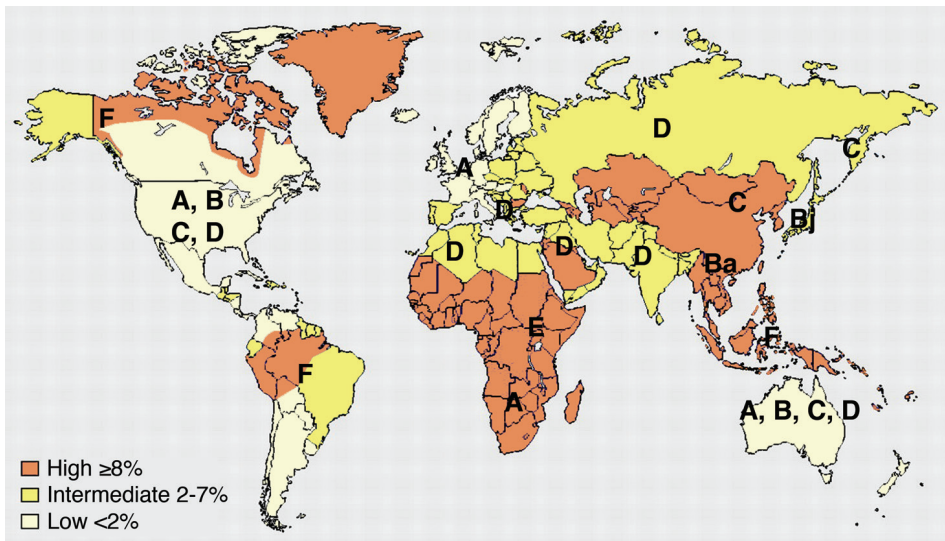 F
D
C
A
A, B
C, D
D
C
Bj
D
D
D
Ba
E
F
F
A
A, B, C, D
High ≥8%
Intermediate 2-7%
Low <2%